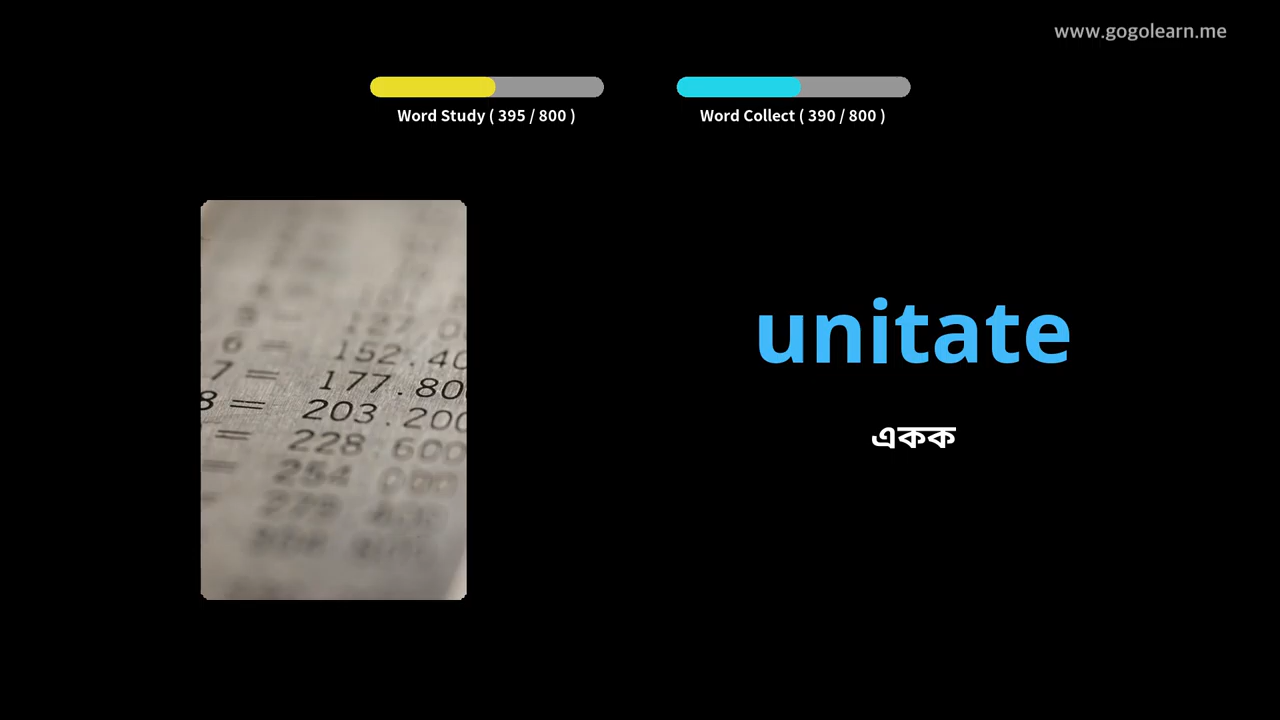 www.gogolearn.me
Word Study ( 395 / 800 )
Word Collect ( 390 / 800 )
6 = 152.40
7 = 177.80
8 = 203.200
= 228.600
254
unitate
একক